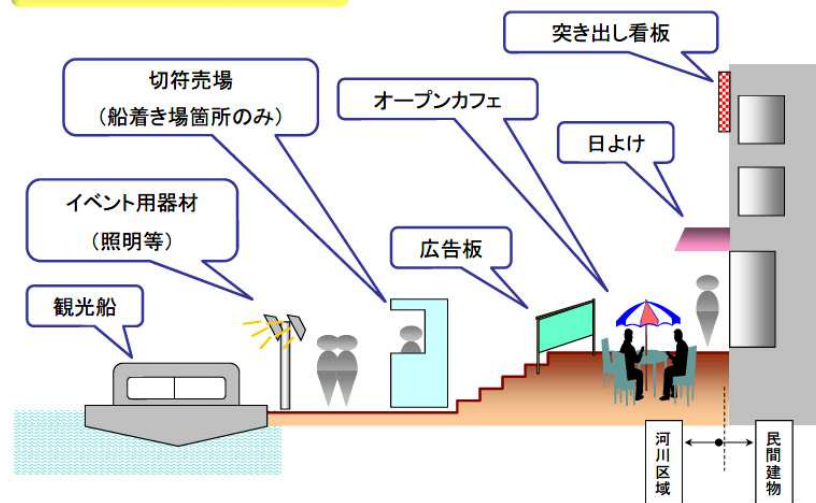 突き出し看板
切符売場
（船着き場箇所のみ）
オープンカフェ
日よけ
イベント用器材
（照明等）
広告板
観光船
河川区域
民間建物